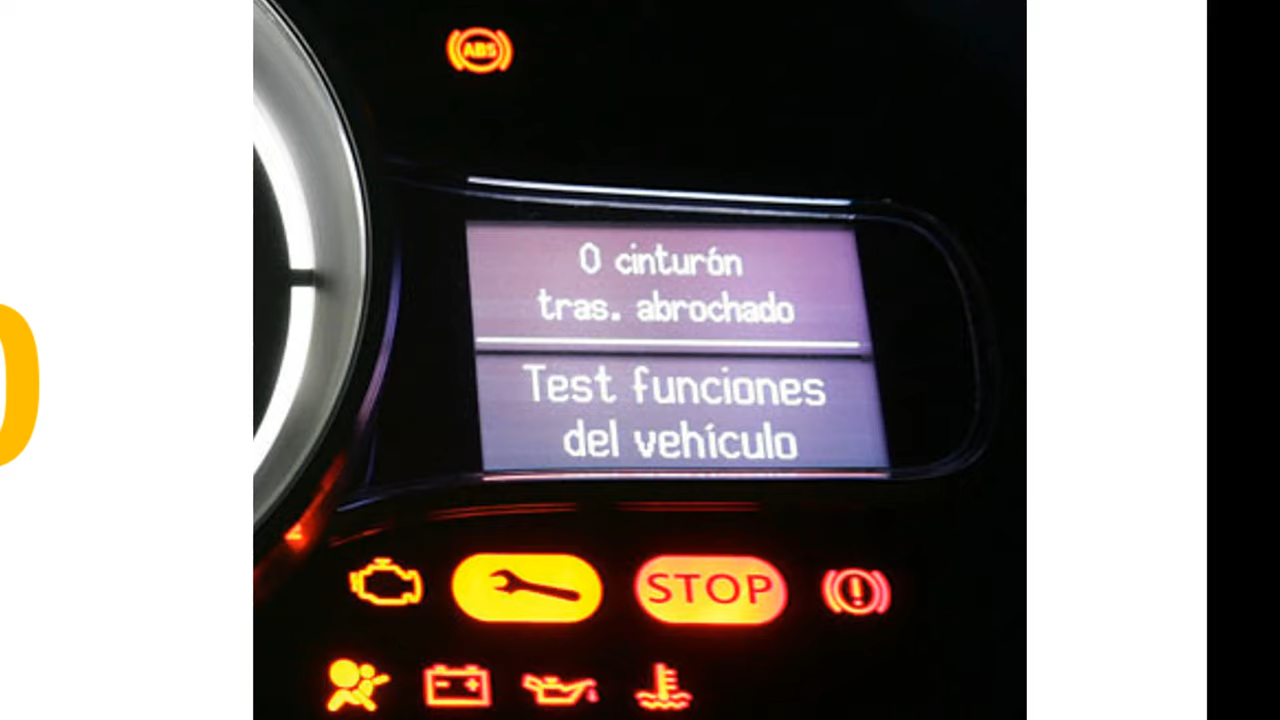 ABS
0 cinturón
tras. abrochado
Test funciones
del vehículo
STOP